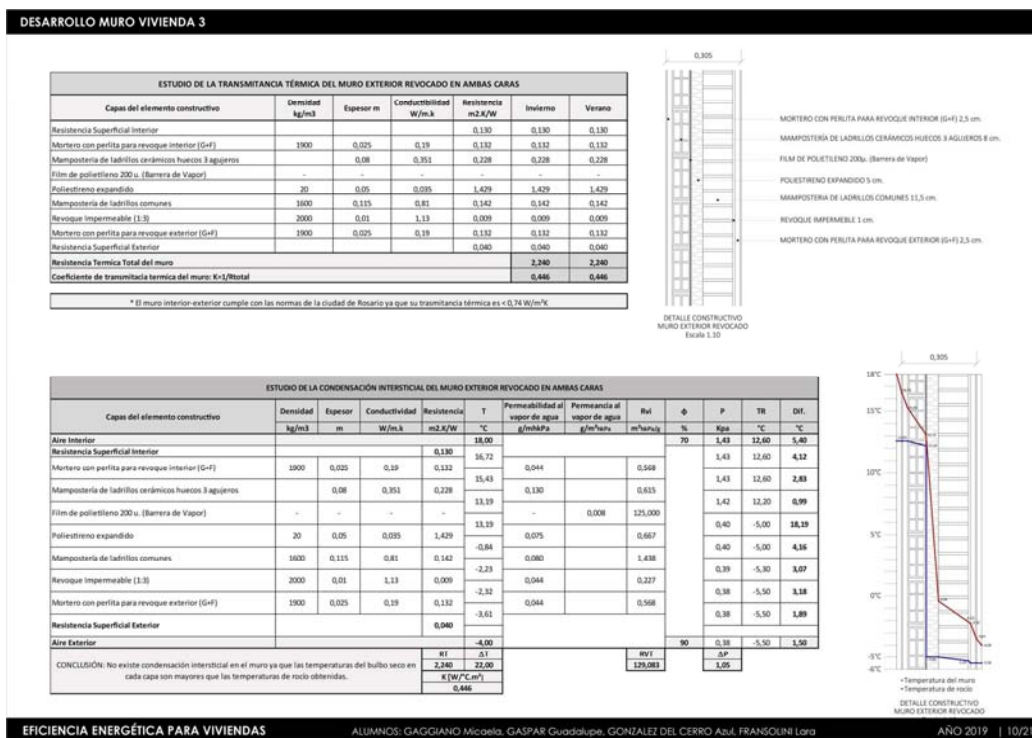 DESARROLLO MURO VIVIENDA 3
ESTUDIO DE LA TRANSMITANCIA TÉRMICA DEL MURO EXTERIOR REVOCADO EN AMBAS CARAS
Capas del elemento constructivo Densidad kg/m3 Espesor m Conductibilidad W/m.k Resistencia m2.K/W Invierno Verano
Resistencia Superficial Interior 0,130 0,130 0,130
Mortero con perlita para revoque interior (G+F) 1900 0,025 0,19 0,132 0,132 0,132
Mamposteria de ladrillos cerámicos huecos 3 agujeros 0,08 0,351 0,228 0,228 0,228
Film de polietileno 200 u. (Barrera de Vapor) - - - - - -
Poliestireno expandido 20 0,05 0,035 1,429 1,429 1,429
Mampostería de ladrillos comunes 1600 0,115 0,81 0,142 0,142 0,142
Revoque Impermeable (1:3) 2000 0,01 1,13 0,009 0,009 0,009
Mortero con perlita para revoque exterior (G+F) 1900 0,025 0,19 0,132 0,132 0,132
Resistencia Superficial Exterior 0,040 0,040 0,040
Resistencia Termica Total del muro 2,240 2,240
Coeficiente de transmitacia termica del muro: K=1/Rtotal 0,446 0,446
* El muro interior-exterior cumple con las normas de la ciudad de Rosario ya que su trasmitancia térmica es < 0,74 W/m²K
0,305
MORTERO CON PERLITA PARA REVOQUE INTERIOR (G+F) 2,5 cm.
MAMPOSTERÍA DE LADRILLOS CERÁMICOS HUECOS 3 AGUJEROS 8 cm.
FILM DE POLIETILENO 200µ. (Barrera de Vapor)
POLIESTIRENO EXPANDIDO 5 cm.
MAMPOSTERIA DE LADRILLOS COMUNES 11,5 cm.
REVOQUE IMPERMEBLE 1 cm.
MORTERO CON PERLITA PARA REVOQUE EXTERIOR (G+F) 2,5 cm.
DETALLE CONSTRUCTIVO
MURO EXTERIOR REVOCADO
Escala 1.10
ESTUDIO DE LA CONDENSACIÓN INTERSTICIAL DEL MURO EXTERIOR REVOCADO EN AMBAS CARAS
Capas del elemento constructivo Densidad Espesor Conductividad Resistencia T Permeabilidad al vapor de agua Permeancia al vapor de agua Rvi ф P TR Dif.
kg/m3 m W/m.k m2.K/W °C g/mhkPa g/m²hkPa m²hkPa/g % Kpa °C °C
Aire Interior 18,00 70 1,43 12,60 5,40
Resistencia Superficial Interior 0,130
16,72 1,43 12,60 4,12
Mortero con perlita para revoque interior (G+F) 1900 0,025 0,19 0,132 0,044 0,568
15,43 1,43 12,60 2,83
Mampostería de ladrillos cerámicos huecos 3 agujeros 0,08 0,351 0,228 0,130 0,615
13,19 1,42 12,20 0,99
Film de polietileno 200 u. (Barrera de Vapor) - - - - - 0,008 125,000
13,19 0,40 -5,00 18,19
Poliestireno expandido 20 0,05 0,035 1,429 0,075 0,667
-0,84 0,40 -5,00 4,16
Mampostería de ladrillos comunes 1600 0,115 0,81 0,142 0,080 1,438
-2,23 0,39 -5,30 3,07
Revoque Impermeable (1:3) 2000 0,01 1,13 0,009 0,044 0,227
-2,32 0,38 -5,50 3,18
Mortero con perlita para revoque exterior (G+F) 1900 0,025 0,19 0,132 0,044 0,568
-3,61 0,38 -5,50 1,89
Resistencia Superficial Exterior 0,040
Aire Exterior -4,00 90 0,38 -5,50 1,50
CONCLUSIÓN: No existe condensación intersticial en el muro ya que las temperaturas del bulbo seco en
cada capa son mayores que las temperaturas de rocío obtenidas.
RT ΔT RVT ΔP
2,240 22,00 129,083 1,05
K [W/°C.m²]
0,446
0,305
18°C
15°C
10°C
5°C
0°C
-5°C
-6°C
•Temperatura del muro
•Temperatura de rocío
DETALLE CONSTRUCTIVO
MURO EXTERIOR REVOCADO
EFICIENCIA ENERGÉTICA PARA VIVIENDAS ALUMNOS: GAGGIANO Micaela, GASPAR Guadalupe, GONZALEZ DEL CERRO Azul, FRANSOLINI Lara AÑO 2019 | 10/2